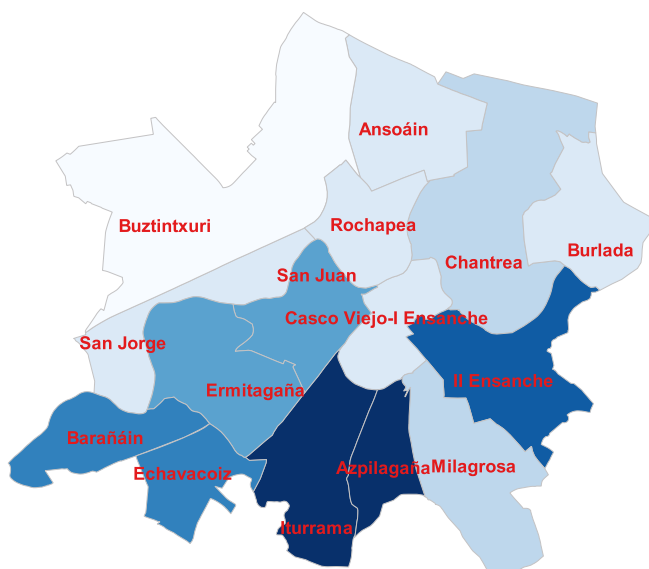 Ansoáin
Buztintxuri
Rochapea
Burlada
Chantrea
San Juan
Casco Viejo-I Ensanche
San Jorge
Ermitagaña
II Ensanche
Barañáin
Echavacoiz
Azpilagaña
Milagrosa
Iturrama